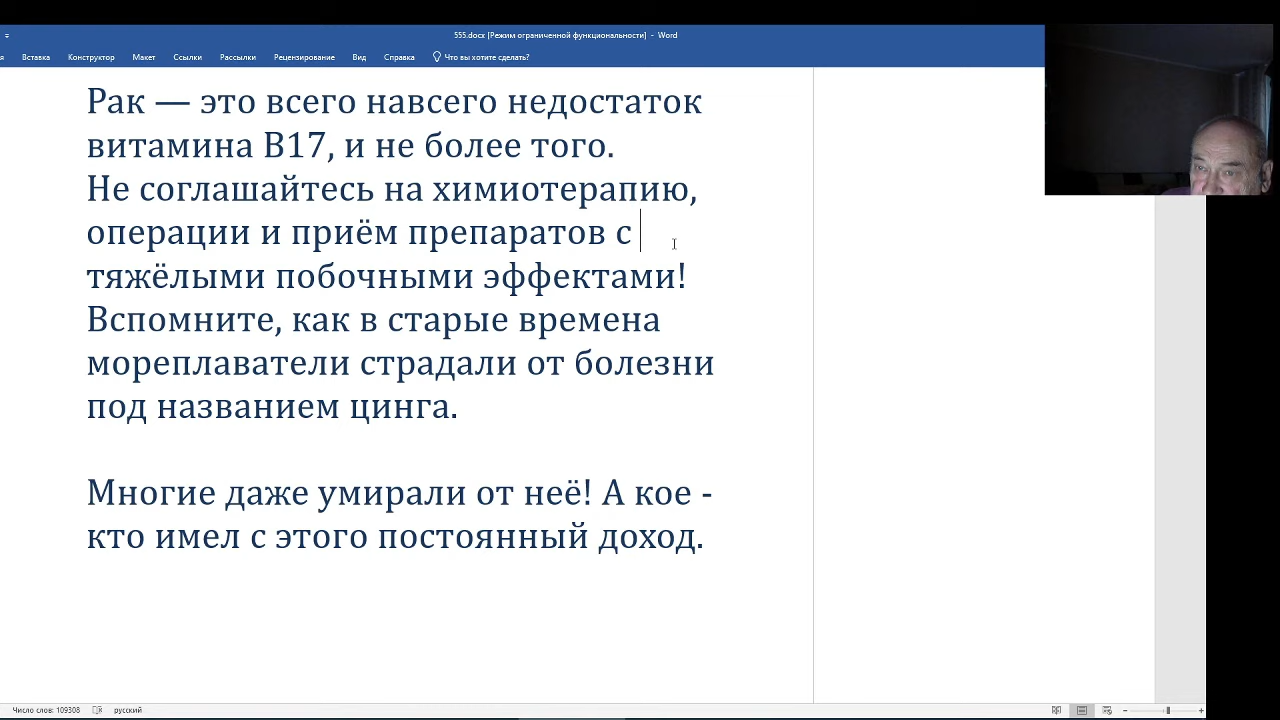 555.docx [Режим ограниченной функциональности] - Word
я Вставка Конструктор Макет Ссылки Рассылки Рецензирование Вид Справка Что вы хотите сделать?
Рак — это всего навсего недостаток
витамина В17, и не более того.
Не соглашайтесь на химиотерапию,
операции и приём препаратов с
тяжёлыми побочными эффектами!
Вспомните, как в старые времена
мореплаватели страдали от болезни
под названием цинга.
Многие даже умирали от неё! А кое -
кто имел с этого постоянный доход.
Число слов: 109308 русский